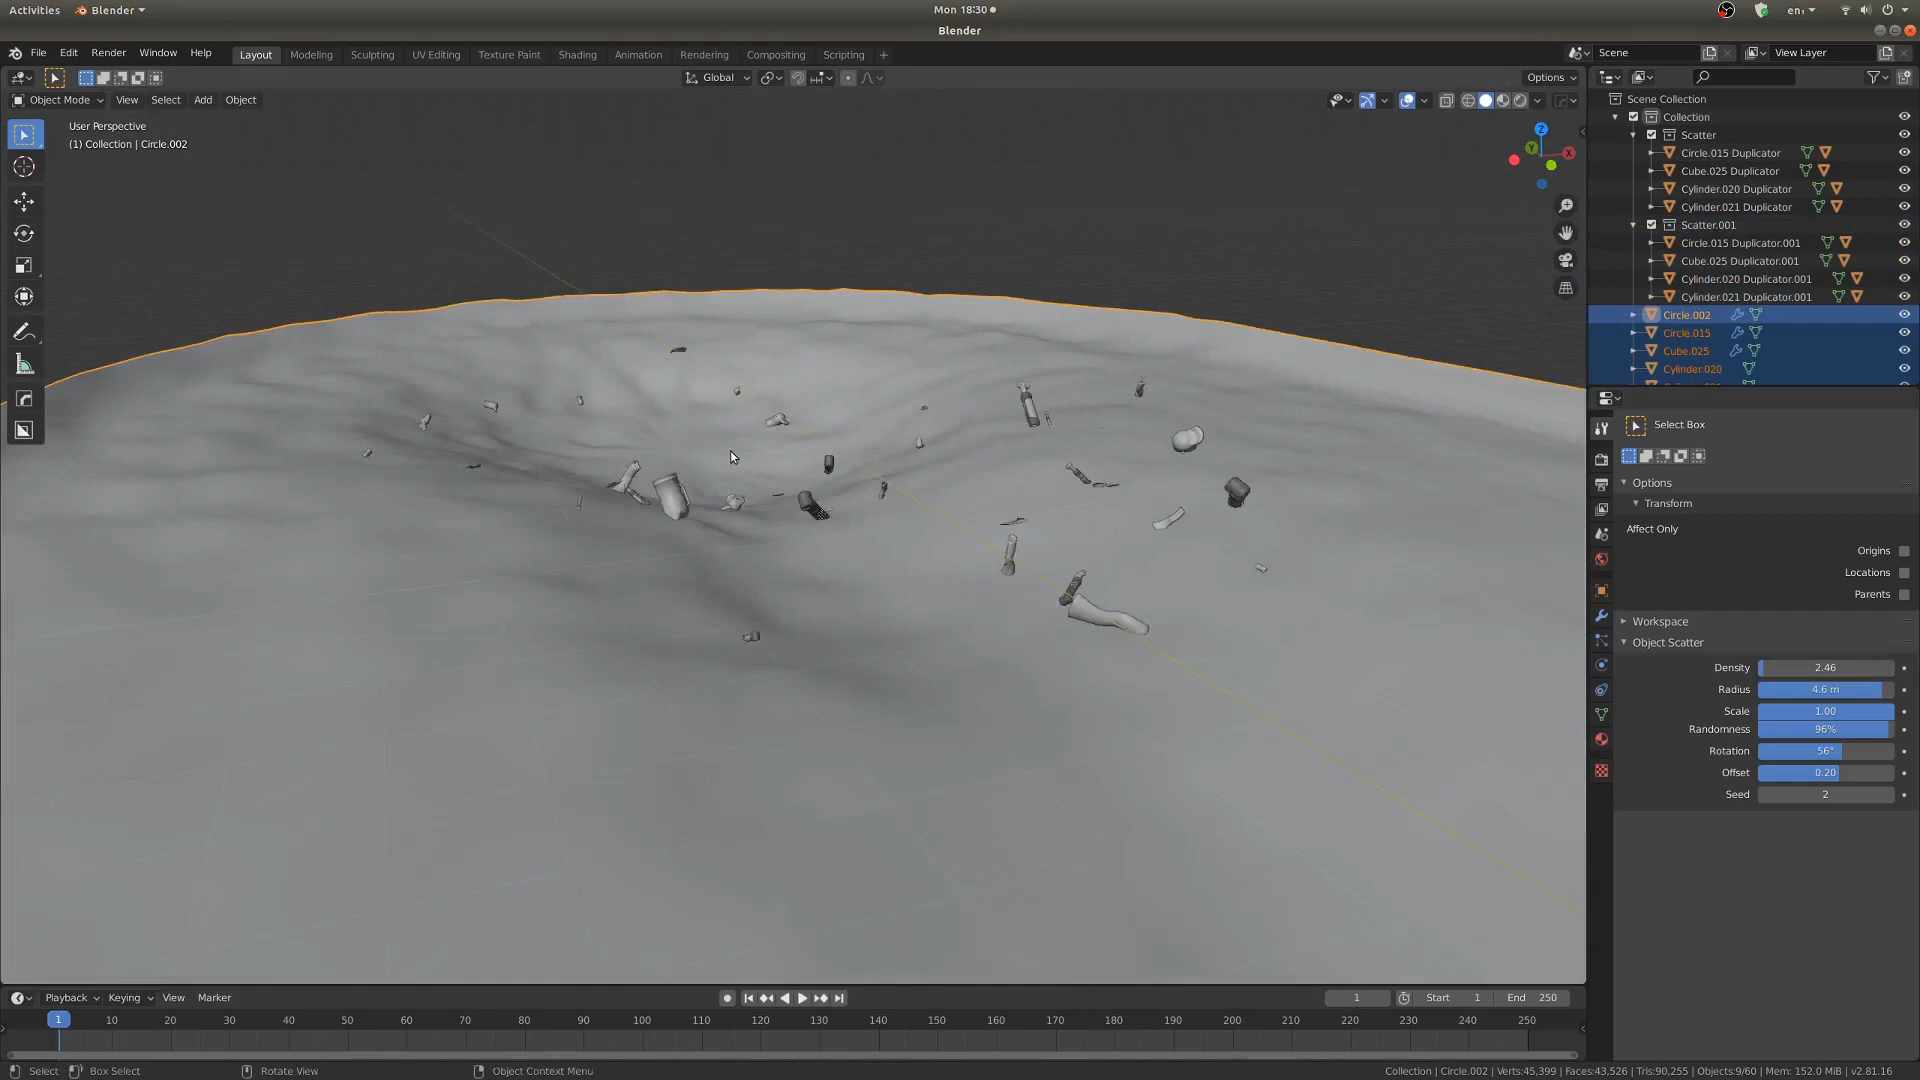 Activities Blender Mon 18:30 en₁
Blender
File Edit Render Window Help Layout Modeling Sculpting UV Editing Texture Paint Shading Animation Rendering Compositing Scripting + Scene View Layer
Global Options
Object Mode View Select Add Object
User Perspective
(1) Collection | Circle.002
Z
Y
X
Scene Collection
Collection
Scatter
Circle.015 Duplicator
Cube.025 Duplicator
Cylinder.020 Duplicator
Cylinder.021 Duplicator
Scatter.001
Circle.015 Duplicator.001
Cube.025 Duplicator.001
Cylinder.020 Duplicator.001
Cylinder.021 Duplicator.001
Circle.002
Circle.015
Cube.025
Cylinder.020
Select Box
Options
Transform
Affect Only
Origins
Locations
Parents
Workspace
Object Scatter
Density 2.46
Radius 4.6 m
Scale 1.00
Randomness 96%
Rotation 56°
Offset 0.20
Seed 2
Playback Keying View Marker 1 Start 1 End 250
1 10 20 30 40 50 60 70 80 90 100 110 120 130 140 150 160 170 180 190 200 210 220 230 240 250
Select Box Select Rotate View Object Context Menu Collection | Circle.002 | Verts:45,399 | Faces:43,526 | Tris:90,255 | Objects:9/60 | Mem: 152.0 MiB | v2.81.16